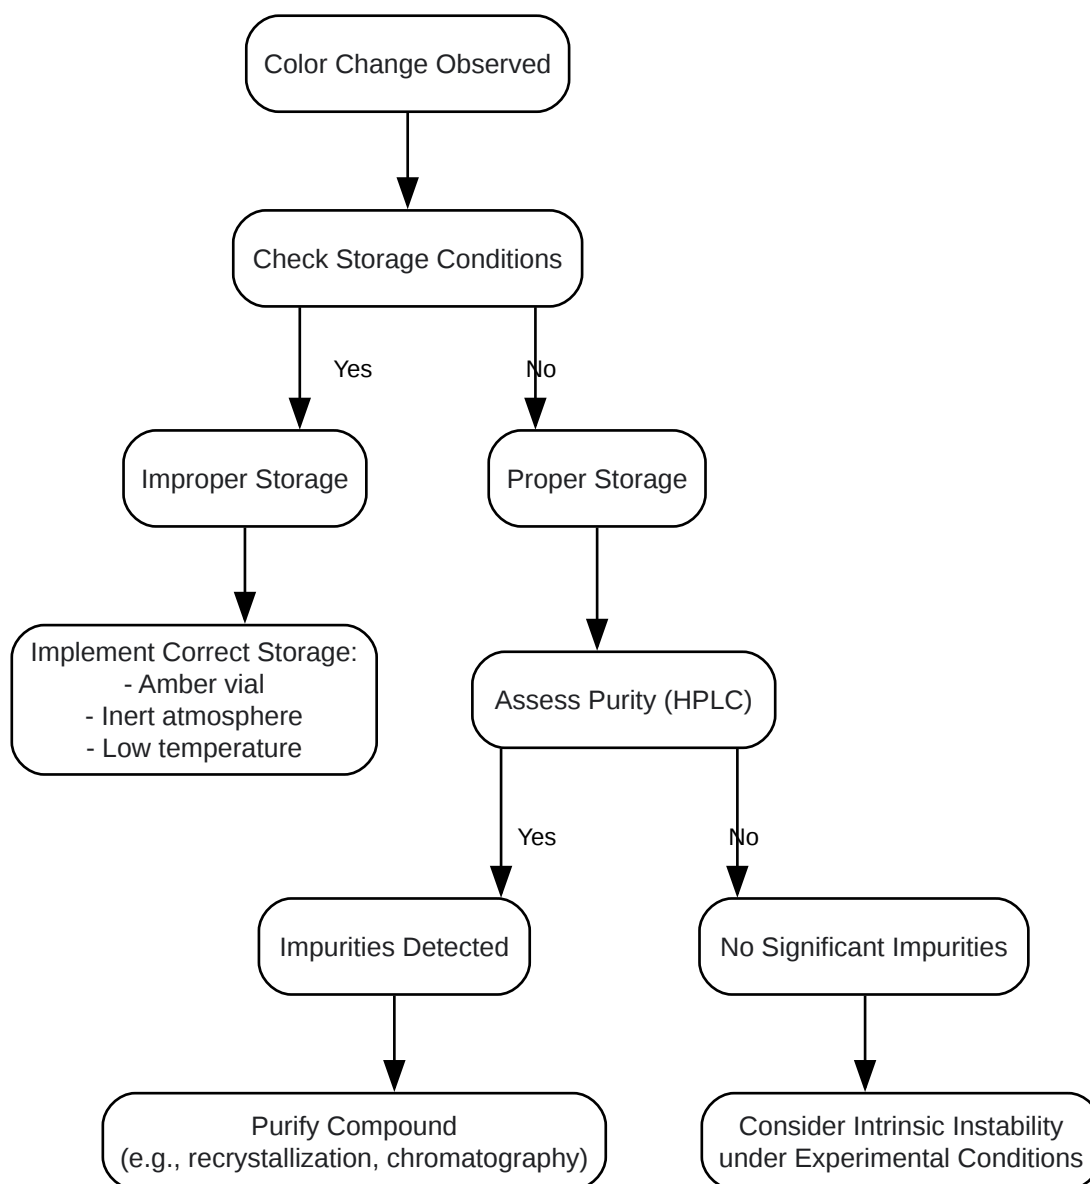 Color Change Observed
Check Storage Conditions
Yes
No
Improper Storage
Proper Storage
Implement Correct Storage:
- Amber vial
- Inert atmosphere
- Low temperature
Assess Purity (HPLC)
Yes
No
Impurities Detected
No Significant Impurities
Purify Compound
(e.g., recrystallization, chromatography)
Consider Intrinsic Instability
under Experimental Conditions